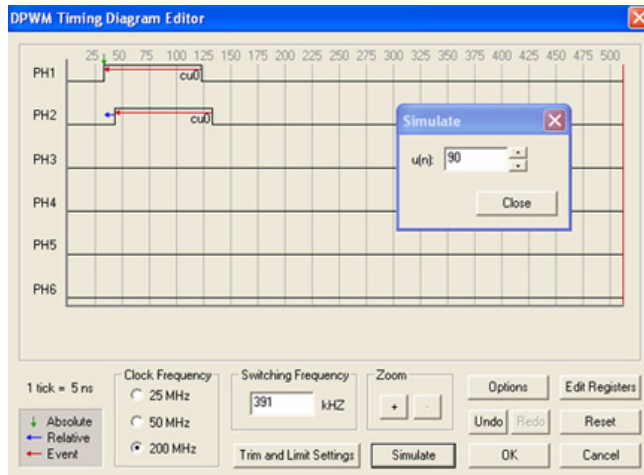 DPWM Timing Diagram Editor
25 50 75 100 125 150 175 200 225 250 275 300 325 350 375 400 425 450 475 500
PH1
cu0
PH2
cu0
Simulate
u(n): 90
Close
PH3
PH4
PH5
PH6
1 tick = 5 ns
Absolute
Relative
Event
Clock Frequency
25 MHz
50 MHz
200 MHz
Switching Frequency
391 kHZ
Zoom
+ -
Trim and Limit Settings
Simulate
Options
Edit Registers
Undo
Redo
Reset
OK
Cancel